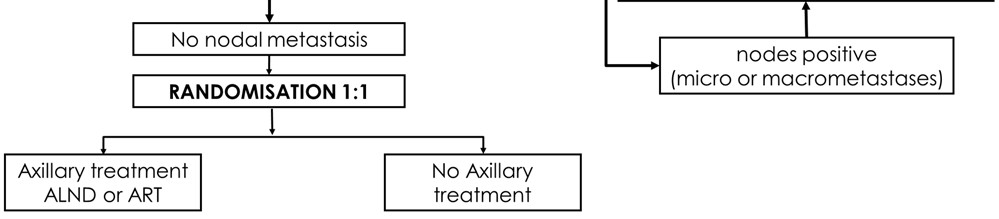 No nodal metastasis
RANDOMISATION 1:1
Axillary treatment
ALND or ART
No Axillary
treatment
nodes positive
(micro or macrometastases)